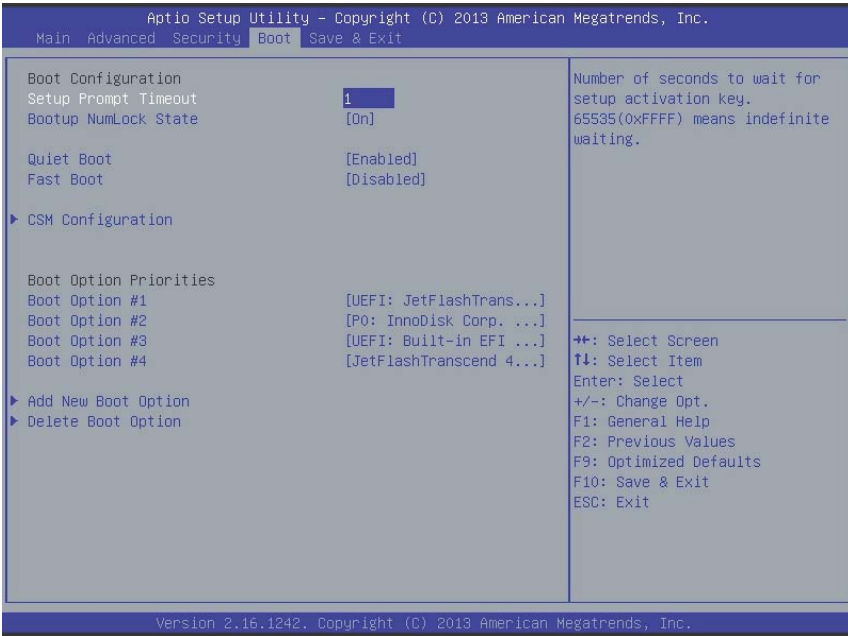 Aptio Setup Utility – Copyright (C) 2013 American Megatrends, Inc.
Main Advanced Security Boot Save & Exit
Boot Configuration
Setup Prompt Timeout 1
Bootup NumLock State [On]
Quiet Boot [Enabled]
Fast Boot [Disabled]
CSM Configuration
Boot Option Priorities
Boot Option #1 [UEFI: JetFlashTrans...]
Boot Option #2 [P0: InnoDisk Corp. ...]
Boot Option #3 [UEFI: Built-in EFI ...]
Boot Option #4 [JetFlashTranscend 4...]
Add New Boot Option
Delete Boot Option
Number of seconds to wait for
setup activation key.
65535(0xFFFF) means indefinite
waiting.
→←: Select Screen
↑↓: Select Item
Enter: Select
+/-: Change Opt.
F1: General Help
F2: Previous Values
F9: Optimized Defaults
F10: Save & Exit
ESC: Exit
Version 2.16.1242. Copyright (C) 2013 American Megatrends, Inc.